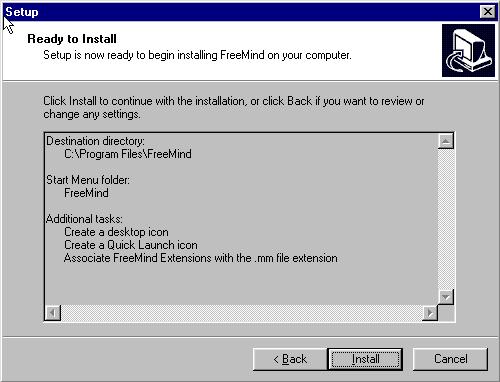 Setup
Ready to Install
Setup is now ready to begin installing FreeMind on your computer.
Click Install to continue with the installation, or click Back if you want to review or
change any settings.
Destination directory:
C:\Program Files\FreeMind
Start Menu folder:
FreeMind
Additional tasks:
Create a desktop icon
Create a Quick Launch icon
Associate FreeMind Extensions with the .mm file extension
< Back
Install
Cancel